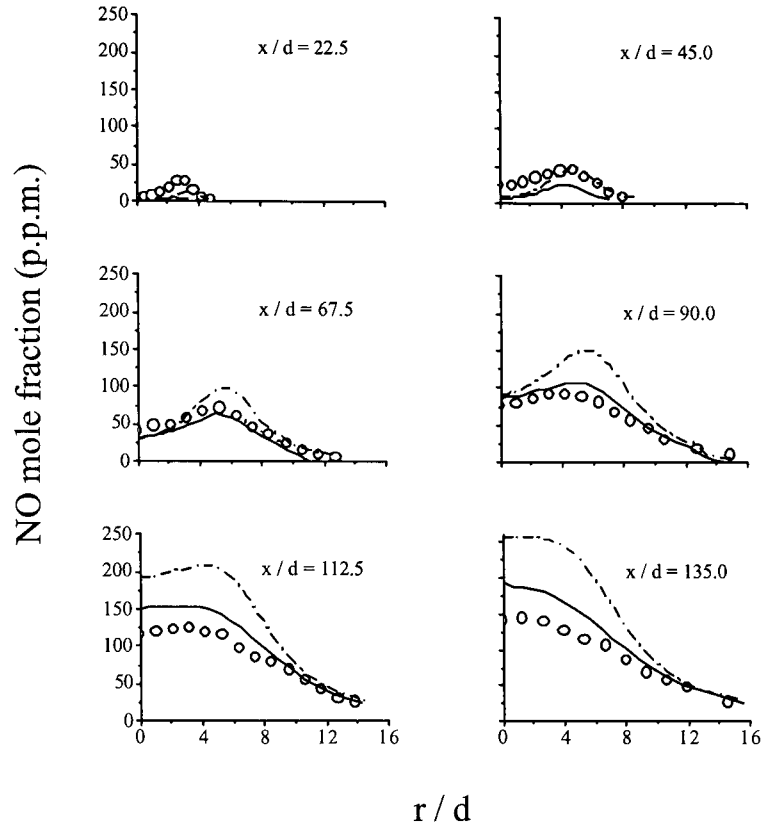 NO mole fraction (p.p.m.)
250
200
150
100
50
0
x / d = 22.5
x / d = 45.0
250
200
150
100
50
0
x / d = 67.5
x / d = 90.0
250
200
150
100
50
0
x / d = 112.5
x / d = 135.0
0 4 8 12 16
0 4 8 12 16
r / d